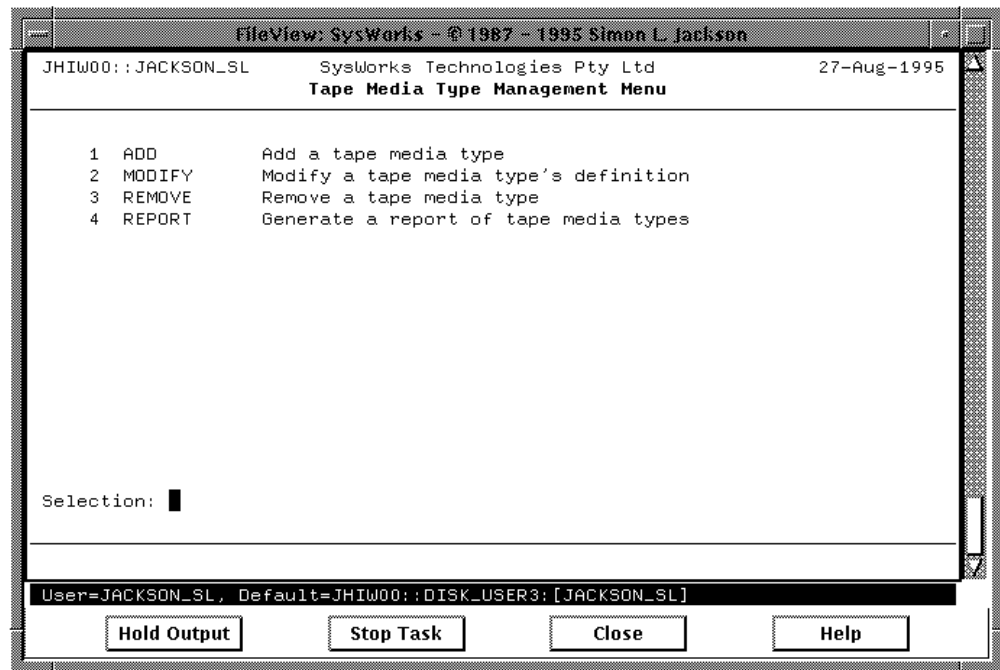 FileView: SysWorks - © 1987 - 1995 Simon L. Jackson
JHIW00::JACKSON_SL SysWorks Technologies Pty Ltd 27-Aug-1995
Tape Media Type Management Menu
1 ADD Add a tape media type
2 MODIFY Modify a tape media type's definition
3 REMOVE Remove a tape media type
4 REPORT Generate a report of tape media types
Selection:
User=JACKSON_SL, Default=JHIW00::DISK_USER3:[JACKSON_SL]
Hold Output Stop Task Close Help